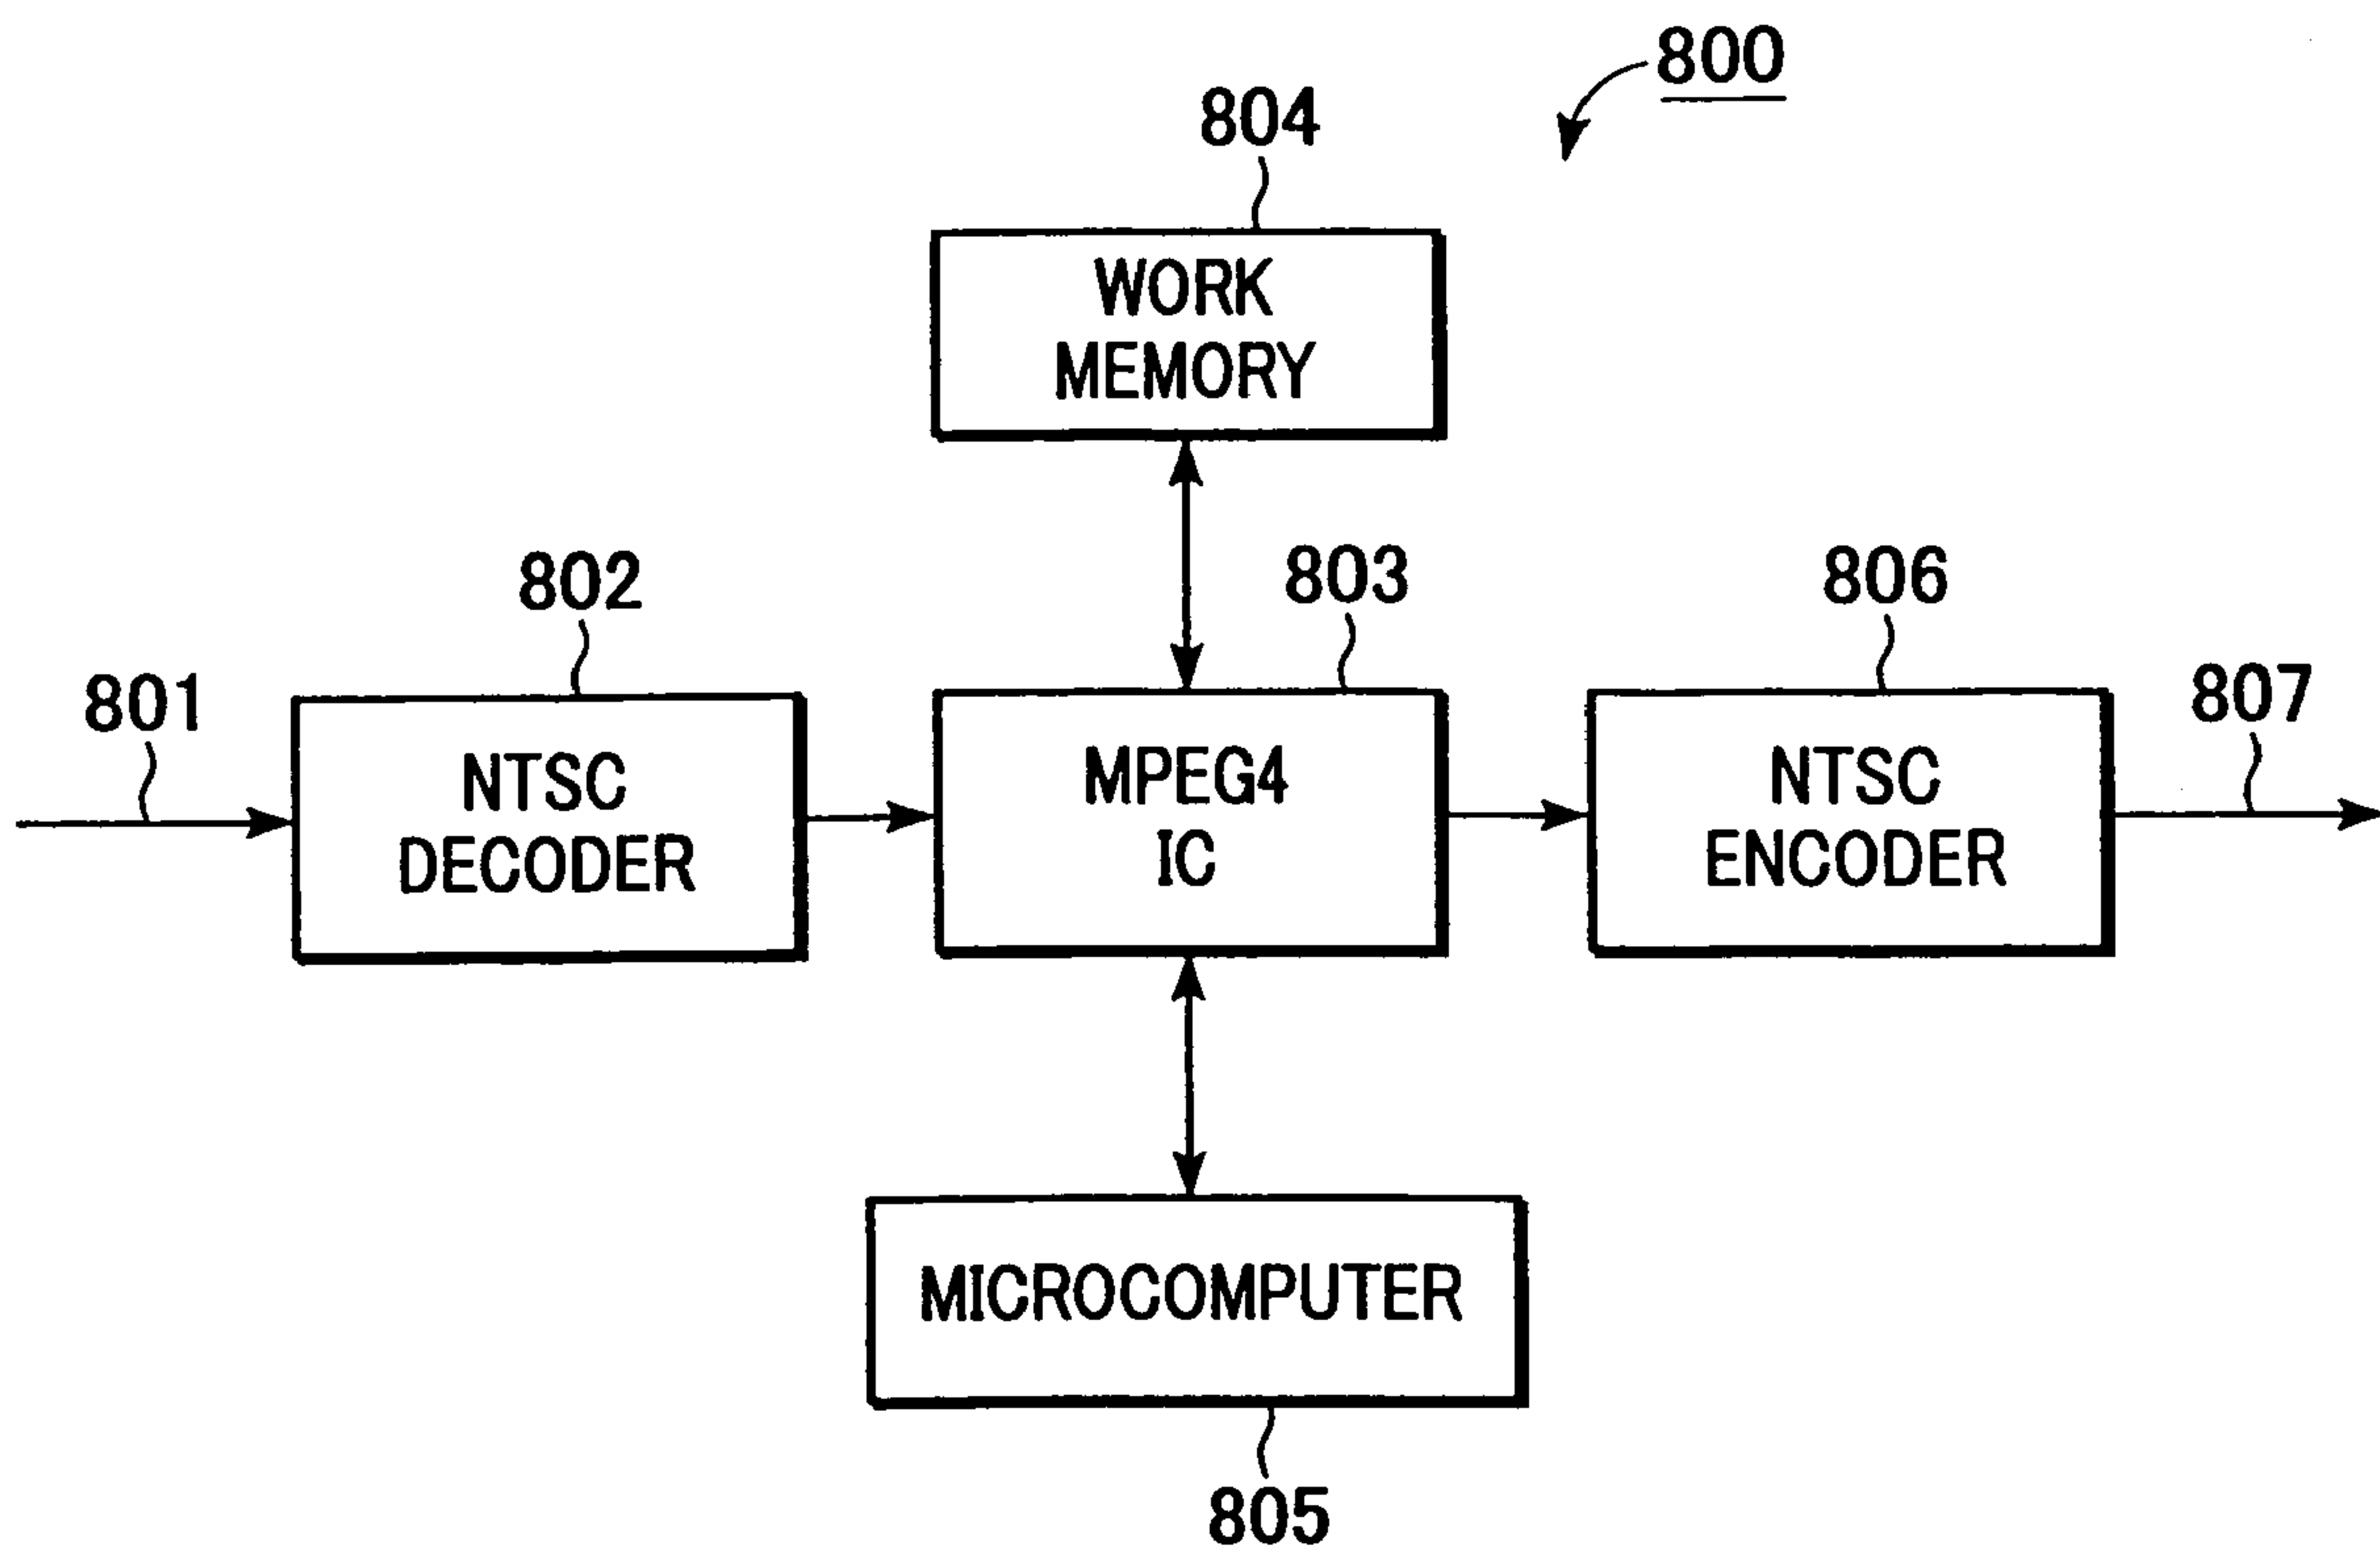 800
804
WORK
MEMORY
802
803
806
801
807
NTSC
DECODER
MPEG4
IC
NTSC
ENCODER
MICROCOMPUTER
805